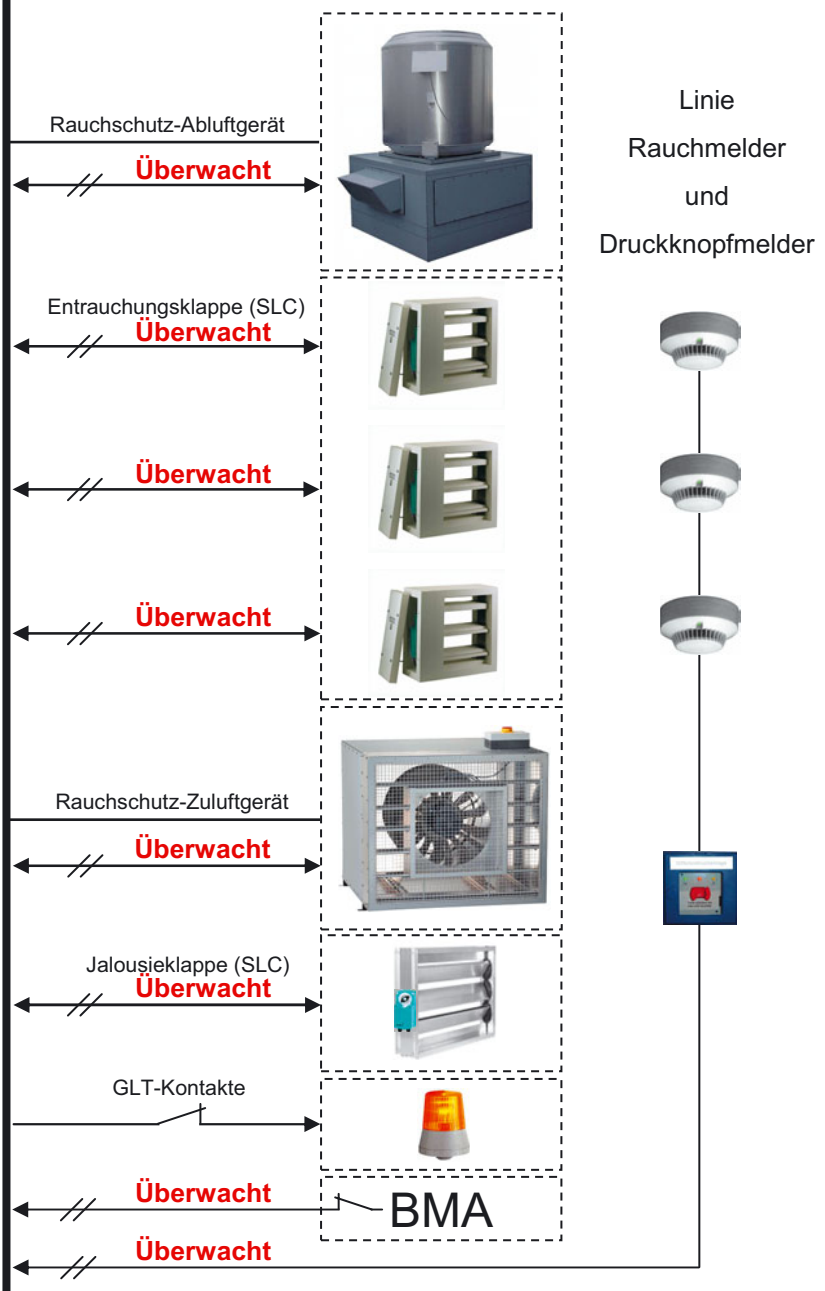 Linie
Rauchmelder
und
Druckknopfmelder
Rauchschutz-Abluftgerät
Überwacht
Entrauchungsklappe (SLC)
Überwacht
Überwacht
Überwacht
Rauchschutz-Zuluftgerät
Überwacht
Jalousieklappe (SLC)
Überwacht
GLT-Kontakte
Überwacht
BMA
Überwacht